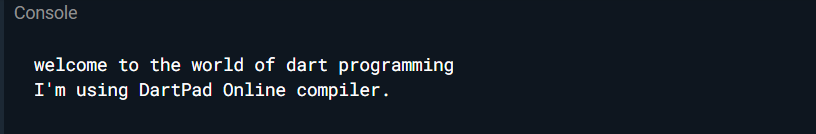 Console
welcome to the world of dart programming
I'm using DartPad Online compiler.